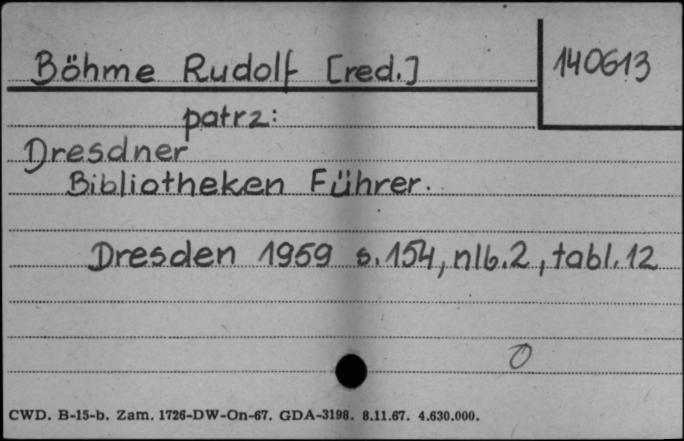 Böhme Rudolf [red.]
140613
patrz:
Dresdner
Bibliotheken Führer.
Dresden 1959 s.154, nlb.2, tabl.12
O
CWD. B-15-b. Zam. 1726-DW-On-67. GDA-3198. 8.11.67. 4.630.000.